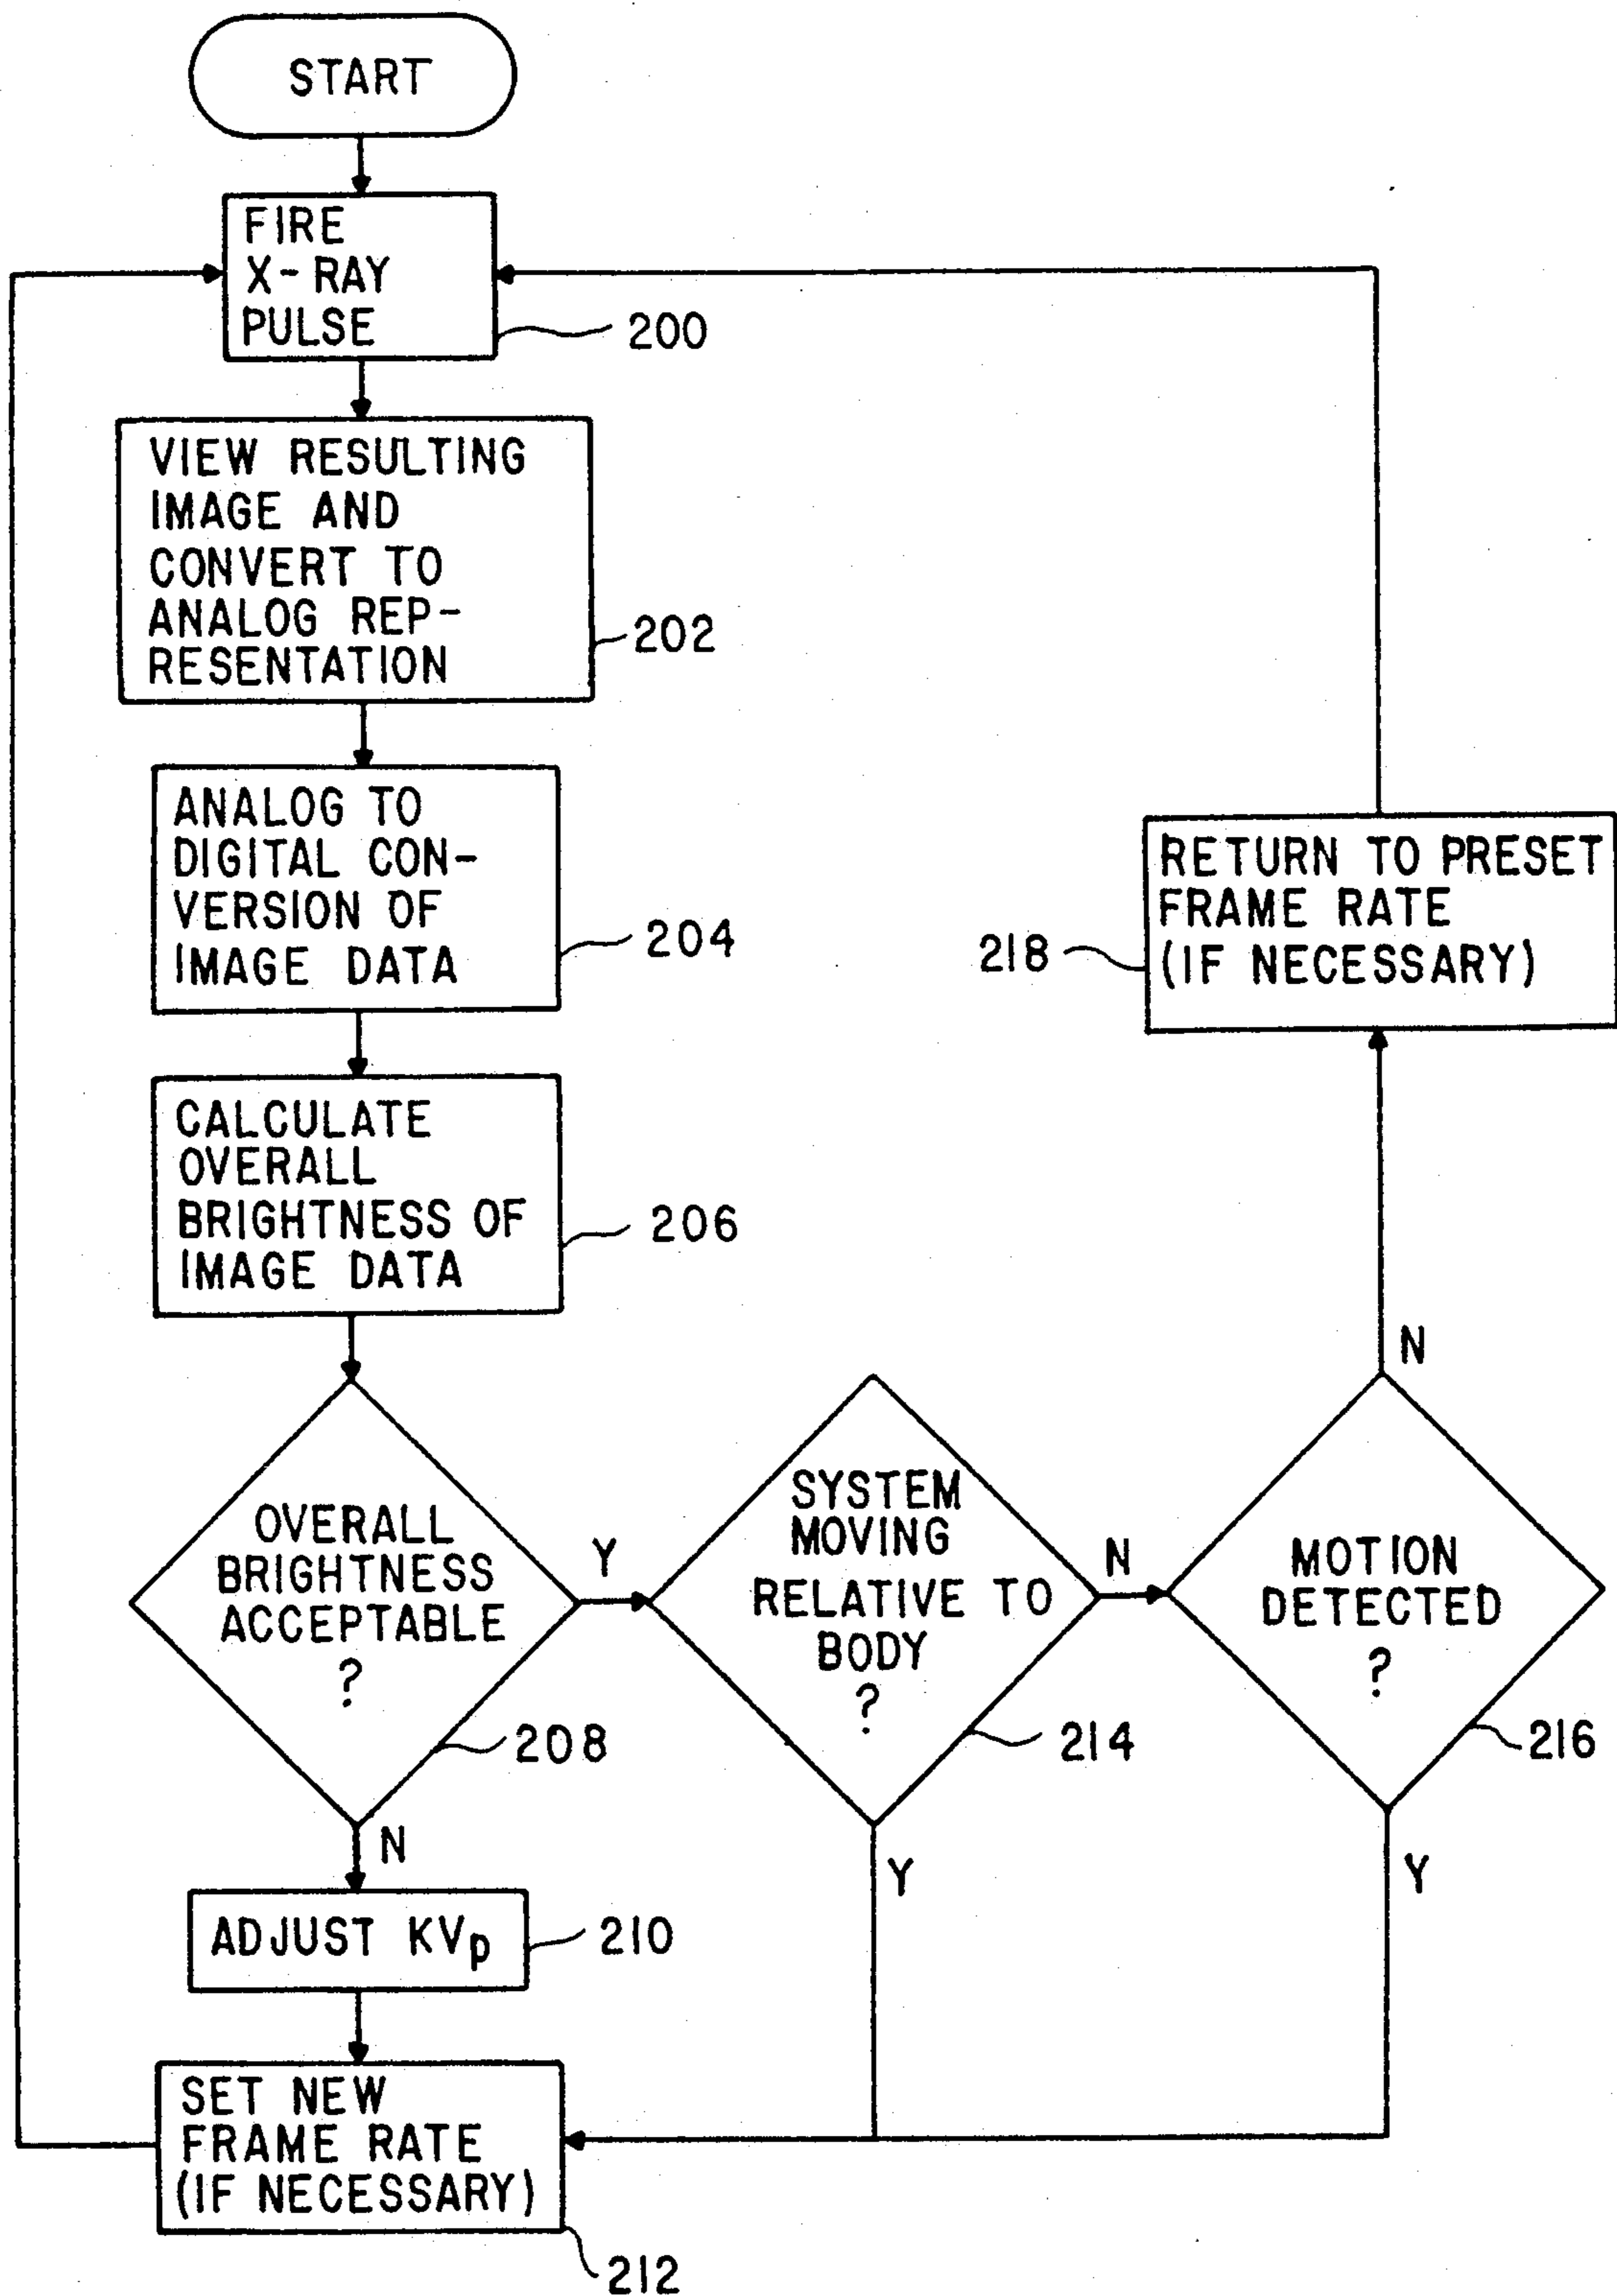 START
FIRE
X-RAY
PULSE
200
VIEW RESULTING
IMAGE AND
CONVERT TO
ANALOG REP-
RESENTATION
202
ANALOG TO
DIGITAL CON-
VERSION OF
IMAGE DATA
204
RETURN TO PRESET
FRAME RATE
(IF NECESSARY)
218
CALCULATE
OVERALL
BRIGHTNESS OF
IMAGE DATA
206
OVERALL
BRIGHTNESS
ACCEPTABLE
?
208
Y
N
SYSTEM
MOVING
RELATIVE TO
BODY
?
214
N
Y
MOTION
DETECTED
?
216
N
Y
ADJUST KVp
210
SET NEW
FRAME RATE
(IF NECESSARY)
212